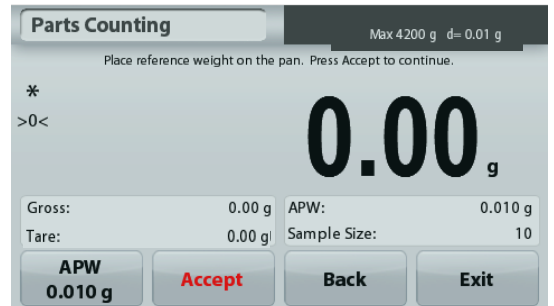 Parts Counting
Max 4200 g d= 0.01 g
Place reference weight on the pan. Press Accept to continue.
*
>0<
0.00 g
Gross: 0.00 g APW: 0.010 g
Tare: 0.00 g Sample Size: 10
APW
0.010 g
Accept
Back
Exit